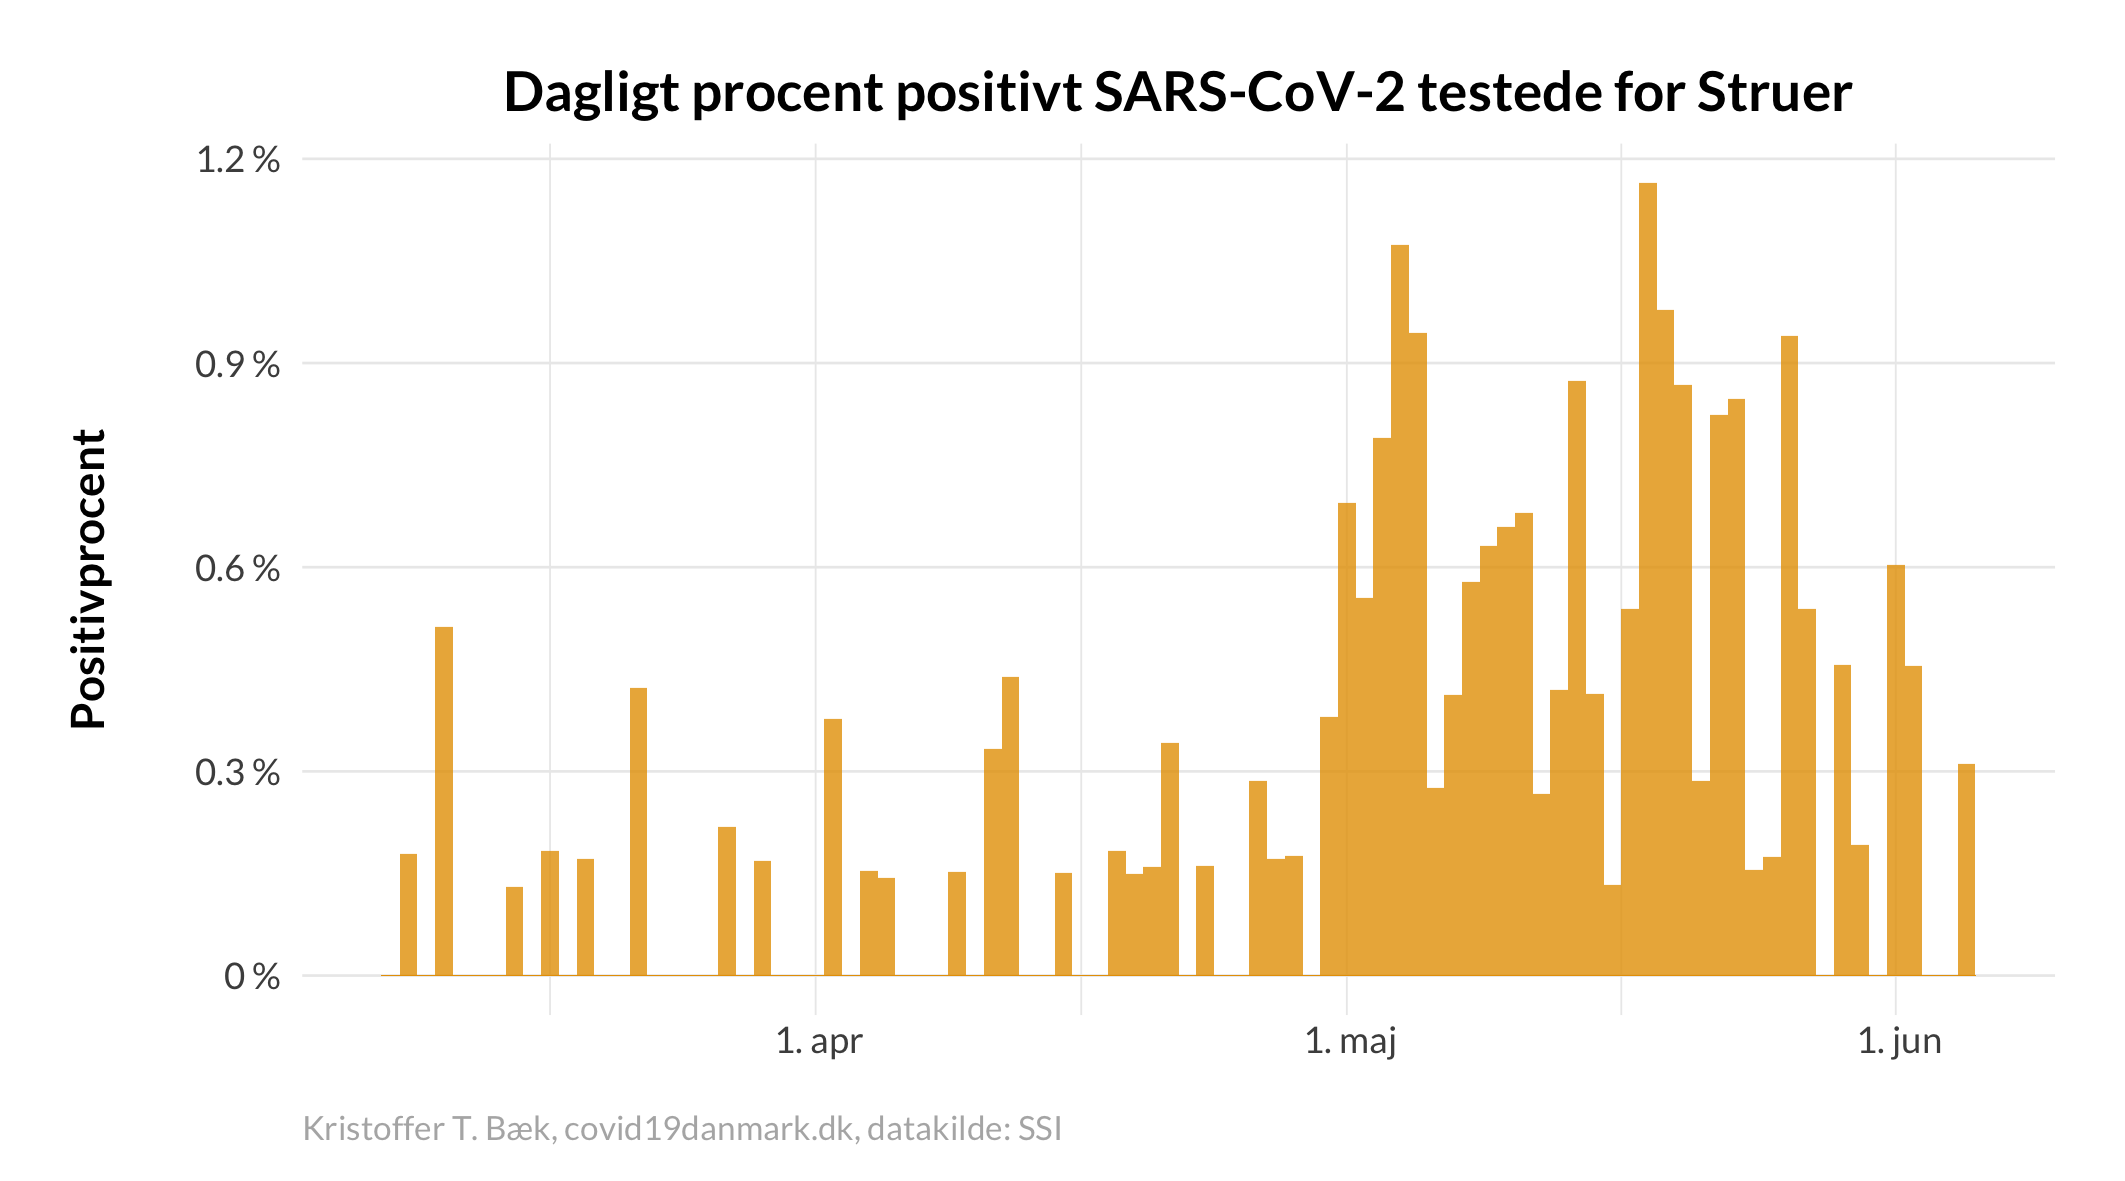 Dagligt procent positivt SARS-CoV-2 testede for Struer
Positivprocent
1.2 %
0.9 %
0.6 %
0.3 %
0 %
1. apr
1. maj
1. jun
Kristoffer T. Bæk, covid19danmark.dk, datakilde: SSI